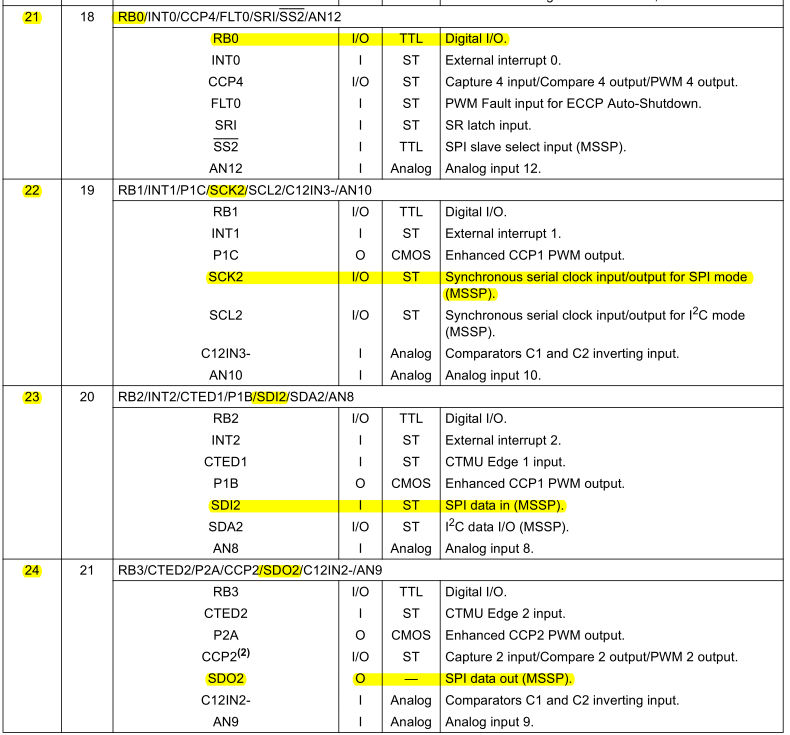 21 18 RB0/INT0/CCP4/FLT0/SRI/SS2/AN12
RB0 I/O TTL Digital I/O.
INT0 I ST External interrupt 0.
CCP4 I/O ST Capture 4 input/Compare 4 output/PWM 4 output.
FLT0 I ST PWM Fault input for ECCP Auto-Shutdown.
SRI I ST SR latch input.
SS2 I TTL SPI slave select input (MSSP).
AN12 I Analog Analog input 12.
22 19 RB1/INT1/P1C/SCK2/SCL2/C12IN3-/AN10
RB1 I/O TTL Digital I/O.
INT1 I ST External interrupt 1.
P1C O CMOS Enhanced CCP1 PWM output.
SCK2 I/O ST Synchronous serial clock input/output for SPI mode
(MSSP).
SCL2 I/O ST Synchronous serial clock input/output for I2C mode
(MSSP).
C12IN3- I Analog Comparators C1 and C2 inverting input.
AN10 I Analog Analog input 10.
23 20 RB2/INT2/CTED1/P1B/SDI2/SDA2/AN8
RB2 I/O TTL Digital I/O.
INT2 I ST External interrupt 2.
CTED1 I ST CTMU Edge 1 input.
P1B O CMOS Enhanced CCP1 PWM output.
SDI2 I ST SPI data in (MSSP).
SDA2 I/O ST I2C data I/O (MSSP).
AN8 I Analog Analog input 8.
24 21 RB3/CTED2/P2A/CCP2/SDO2/C12IN2-/AN9
RB3 I/O TTL Digital I/O.
CTED2 I ST CTMU Edge 2 input.
P2A O CMOS Enhanced CCP2 PWM output.
CCP2(2) I/O ST Capture 2 input/Compare 2 output/PWM 2 output.
SDO2 O — SPI data out (MSSP).
C12IN2- I Analog Comparators C1 and C2 inverting input.
AN9 I Analog Analog input 9.